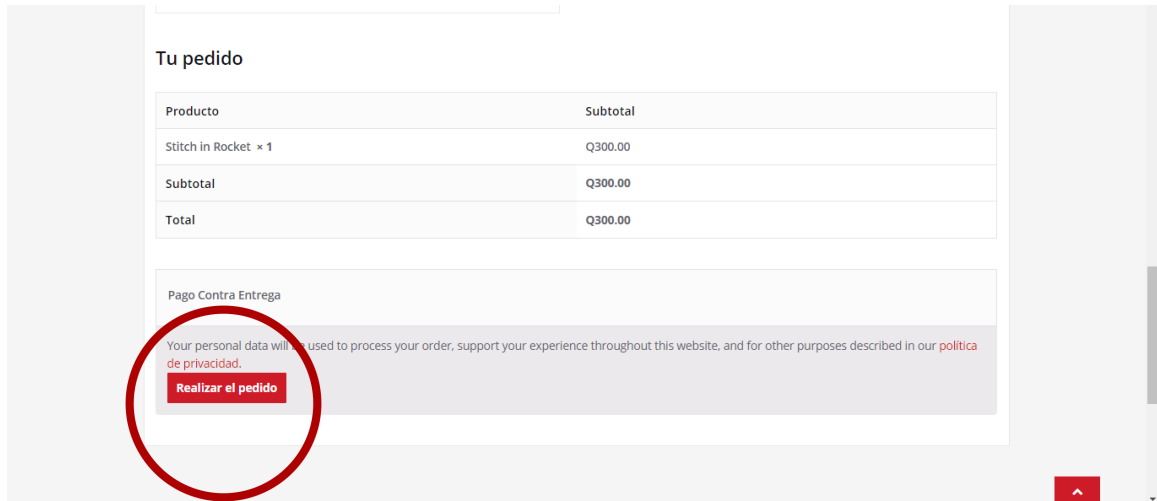 Tu pedido
Producto Subtotal
Stitch in Rocket × 1 Q300.00
Subtotal Q300.00
Total Q300.00
Pago Contra Entrega
Your personal data will be used to process your order, support your experience throughout this website, and for other purposes described in our política
de privacidad.
Realizar el pedido